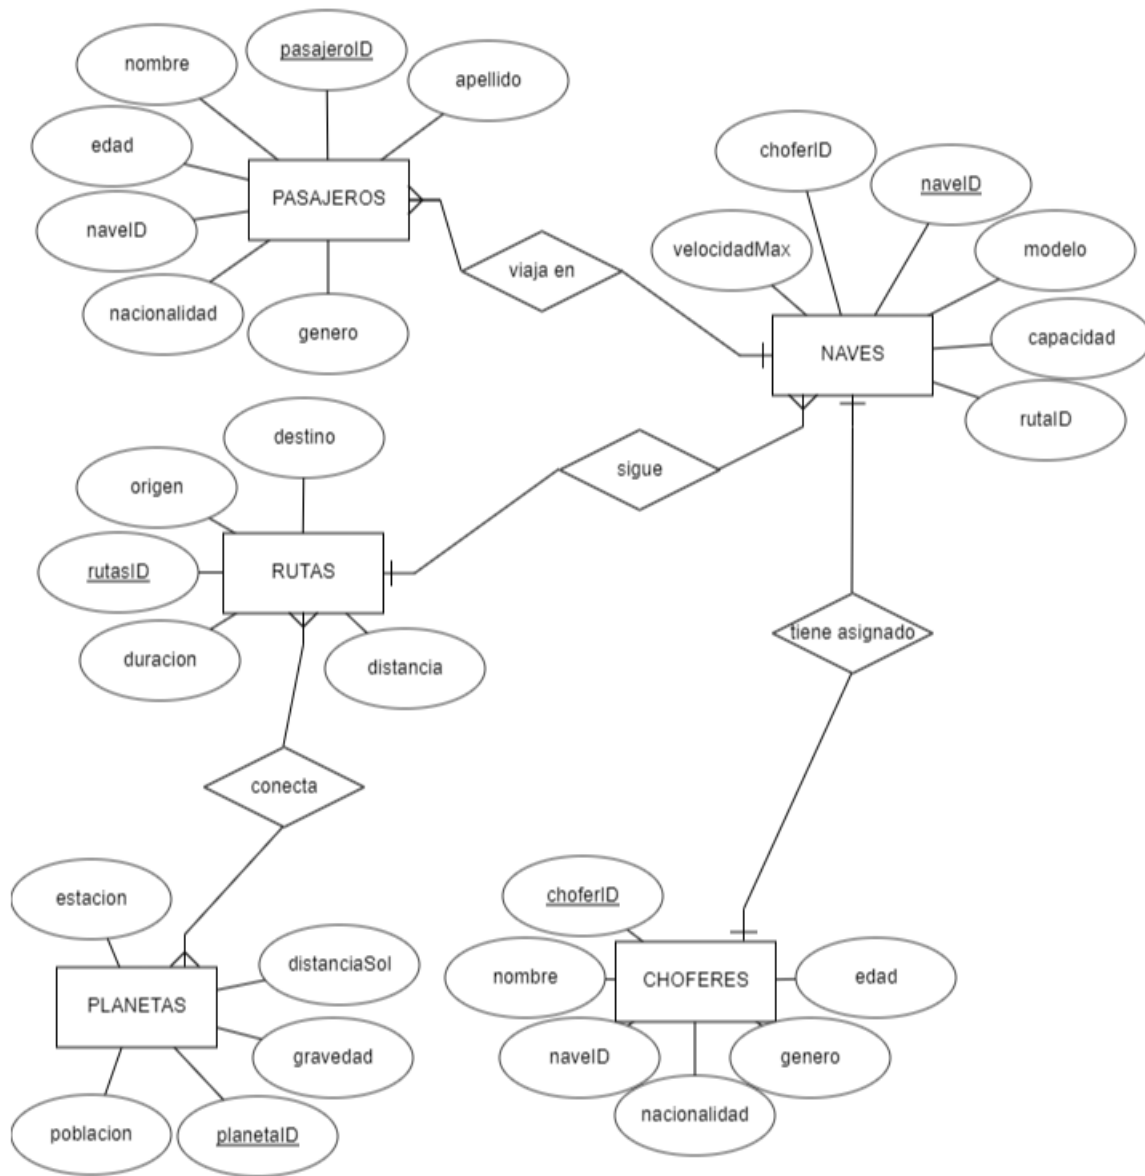 pasajeroID
nombre
apellido
edad
PASAJEROS
naveID
nacionalidad
genero
viaja en
choferID
naveID
velocidadMax
modelo
NAVES
capacidad
rutaID
destino
origen
sigue
rutasID
RUTAS
duracion
distancia
tiene asignado
conecta
estacion
distanciaSol
PLANETAS
gravedad
poblacion
planetaID
choferID
nombre
CHOFERES
edad
naveID
genero
nacionalidad